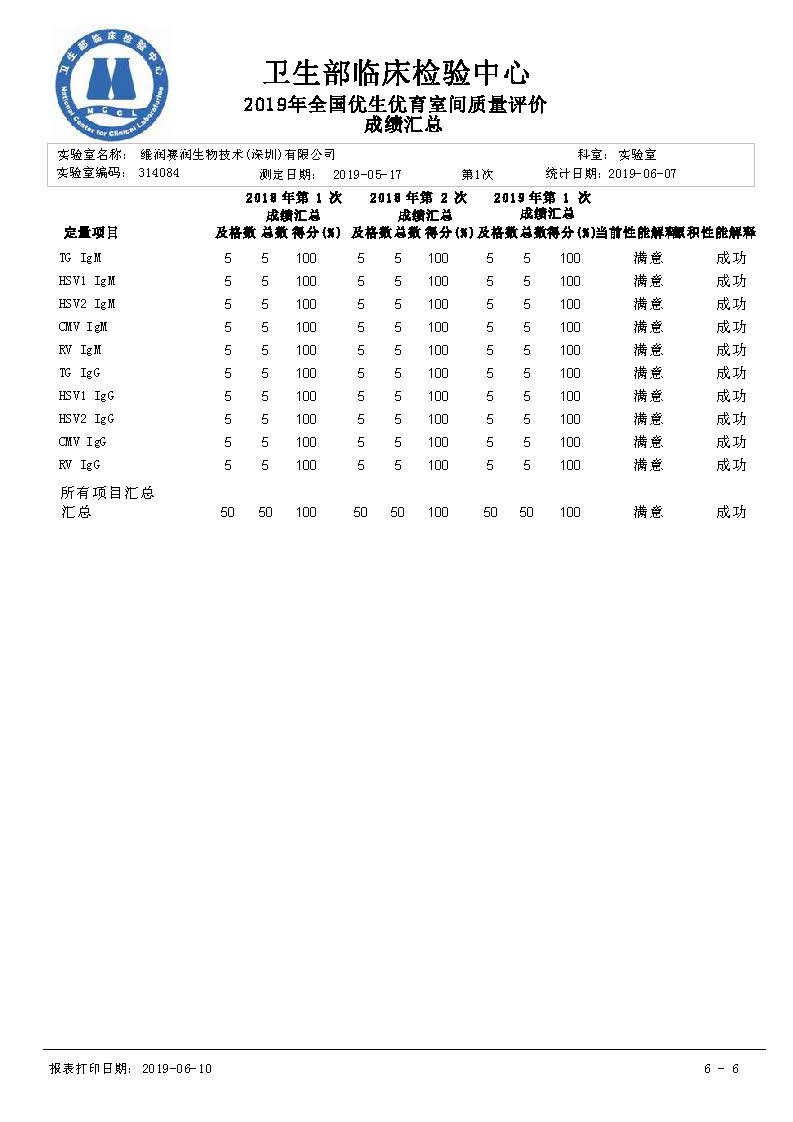 卫生部临床检验中心
NCCL
National Center for Clinical Laboratories
卫生部临床检验中心
2019年全国优生优育室间质量评价
成绩汇总
实验室名称： 维润赛润生物技术(深圳)有限公司 科室： 实验室
实验室编码： 314084 测定日期： 2019-05-17 第1次 统计日期：2019-06-07
2018 年第 1 次 2018 年第 2 次 2019 年第 1 次
成绩汇总 成绩汇总 成绩汇总
定量项目 及格数 总数 得分(%) 及格数 总数 得分(%) 及格数 总数 得分(%) 当前性能解释 累积性能解释
TG IgM 5 5 100 5 5 100 5 5 100 满意 成功
HSV1 IgM 5 5 100 5 5 100 5 5 100 满意 成功
HSV2 IgM 5 5 100 5 5 100 5 5 100 满意 成功
CMV IgM 5 5 100 5 5 100 5 5 100 满意 成功
RV IgM 5 5 100 5 5 100 5 5 100 满意 成功
TG IgG 5 5 100 5 5 100 5 5 100 满意 成功
HSV1 IgG 5 5 100 5 5 100 5 5 100 满意 成功
HSV2 IgG 5 5 100 5 5 100 5 5 100 满意 成功
CMV IgG 5 5 100 5 5 100 5 5 100 满意 成功
RV IgG 5 5 100 5 5 100 5 5 100 满意 成功
所有项目汇总
汇总 50 50 100 50 50 100 50 50 100 满意 成功
报表打印日期： 2019-06-10 6 - 6